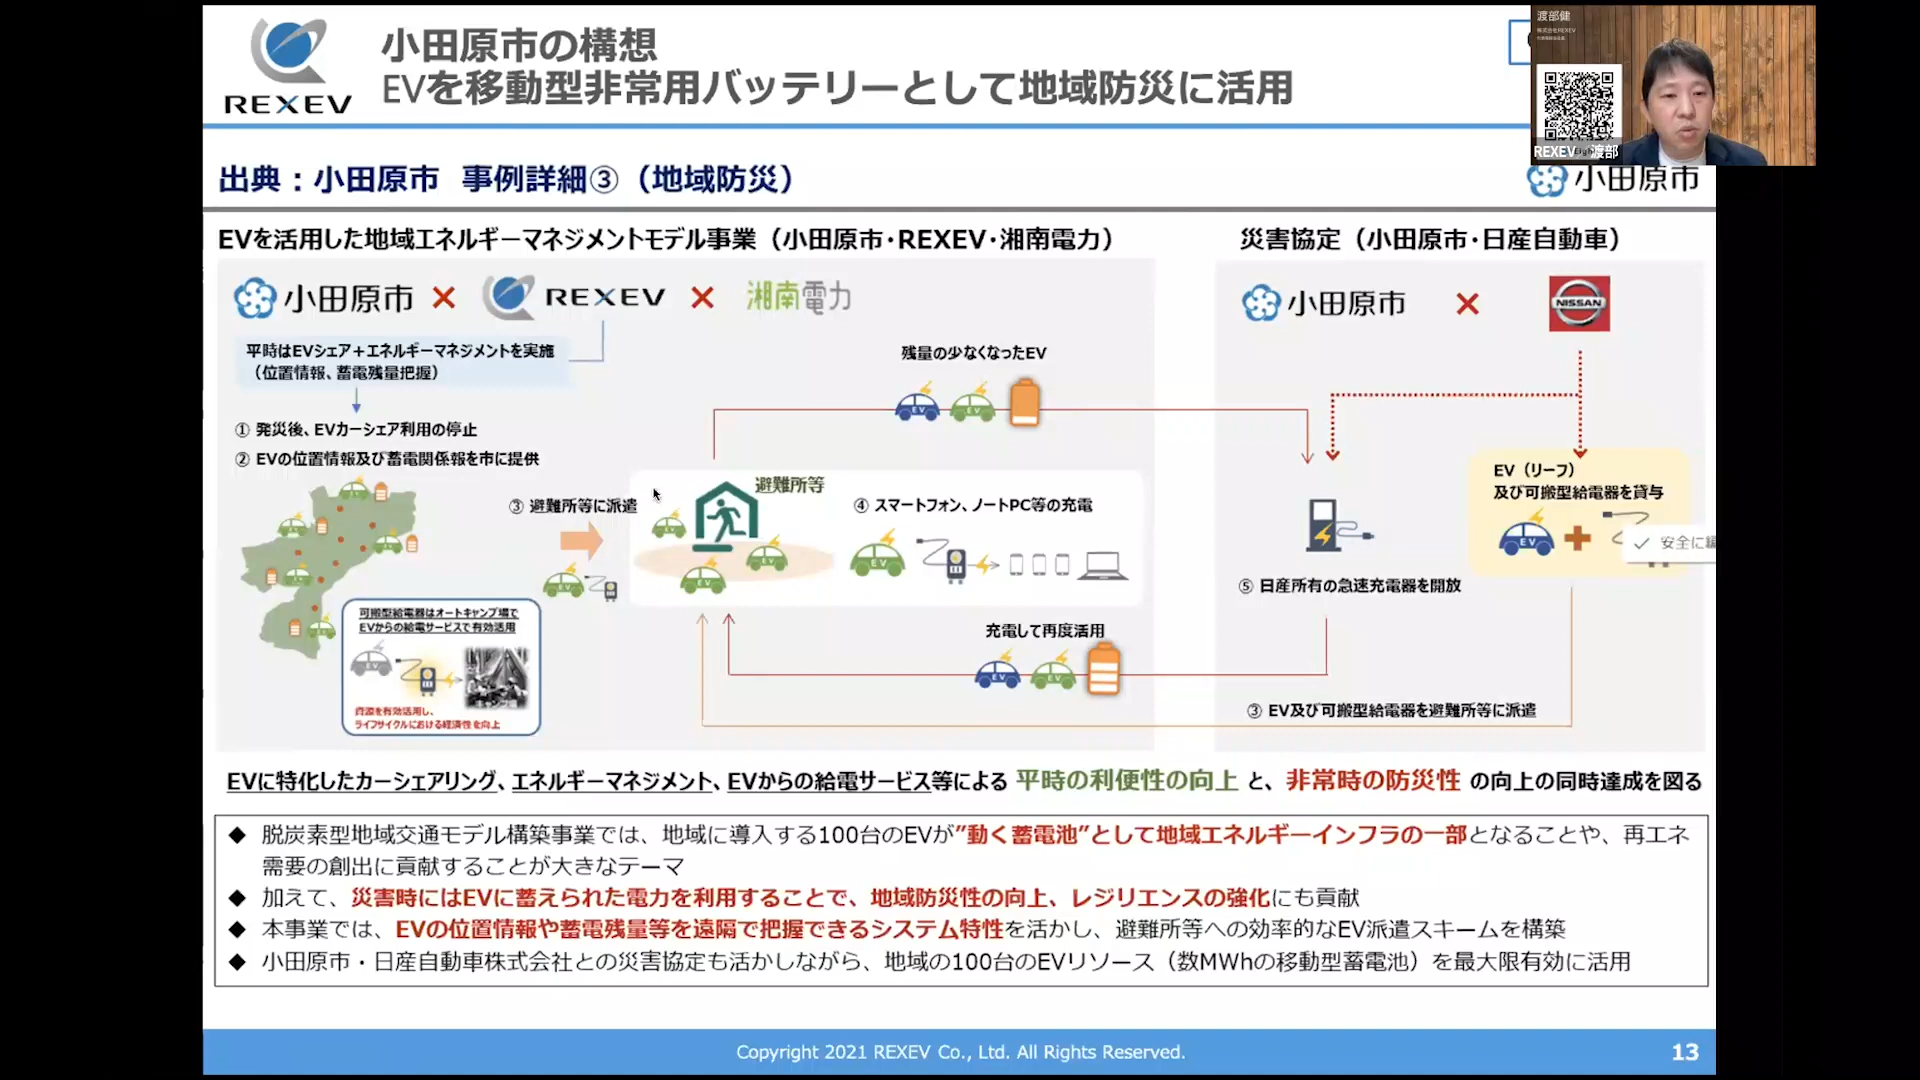 REXEV
小田原市の構想
EVを移動型非常用バッテリーとして地域防災に活用
渡部健
株式会社REXEV
REXEV 渡部
出典：小田原市 事例詳細③（地域防災）
小田原市
EVを活用した地域エネルギーマネジメントモデル事業（小田原市・REXEV・湘南電力）
災害協定（小田原市・日産自動車）
小田原市 × REXEV × 湘南電力
小田原市 × NISSAN
平時はEVシェア＋エネルギーマネジメントを実施
（位置情報、蓄電残量把握）
① 発災後、EVカーシェア利用の停止
② EVの位置情報及び蓄電関係報を市に提供
③ 避難所等に派遣
残量の少なくなったEV
避難所等
④ スマートフォン、ノートPC等の充電
充電して再度活用
可搬型給電器はオートキャンプ場で
EVからの給電サービスで有効活用
資源を有効活用し、
ライフサイクルにおける経済性を向上
EV（リーフ）
及び可搬型給電器を貸与
安全に
⑤ 日産所有の急速充電器を開放
③ EV及び可搬型給電器を避難所等に派遣
EVに特化したカーシェアリング、エネルギーマネジメント、EVからの給電サービス等による 平時の利便性の向上 と、非常時の防災性 の向上の同時達成を図る
◆ 脱炭素型地域交通モデル構築事業では、地域に導入する100台のEVが”動く蓄電池”として地域エネルギーインフラの一部となることや、再エネ
需要の創出に貢献することが大きなテーマ
◆ 加えて、災害時にはEVに蓄えられた電力を利用することで、地域防災性の向上、レジリエンスの強化にも貢献
◆ 本事業では、EVの位置情報や蓄電残量等を遠隔で把握できるシステム特性を活かし、避難所等への効率的なEV派遣スキームを構築
◆ 小田原市・日産自動車株式会社との災害協定も活かしながら、地域の100台のEVリソース（数MWhの移動型蓄電池）を最大限有効に活用
Copyright 2021 REXEV Co., Ltd. All Rights Reserved.
13